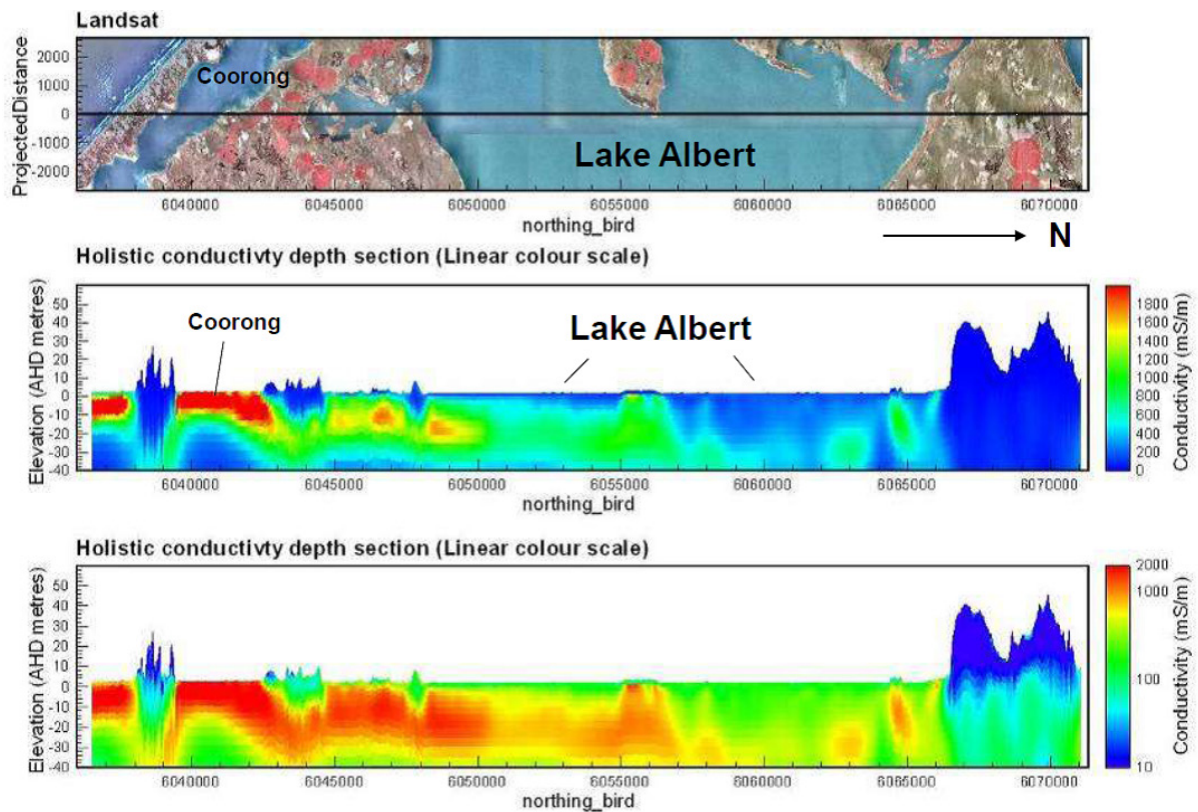 Landsat
ProjectedDistance
2000
1000
0
-1000
-2000
Coorong
Lake Albert
6040000 6045000 6050000 6055000 6060000 6065000 6070000
northing_bird
N
Holistic conductivty depth section (Linear colour scale)
Elevation (AHD metres)
50
40
30
20
10
0
-10
-20
-30
-40
Coorong
Lake Albert
6040000 6045000 6050000 6055000 6060000 6065000 6070000
northing_bird
1800
1600
1400
1200
1000
800
600
400
200
0
Conductivity (mS/m)
Holistic conductivty depth section (Linear colour scale)
Elevation (AHD metres)
50
40
30
20
10
0
-10
-20
-30
-40
6040000 6045000 6050000 6055000 6060000 6065000 6070000
northing_bird
2000
1000
100
10
Conductivity (mS/m)